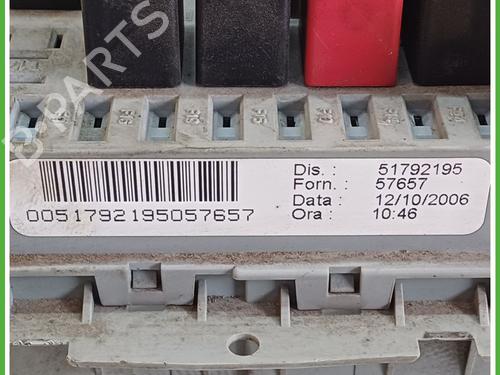 Dis. : 51792195
Forn. : 57657
Data : 12/10/2006
Ora : 10:46
0051792195057657
B-PARTS